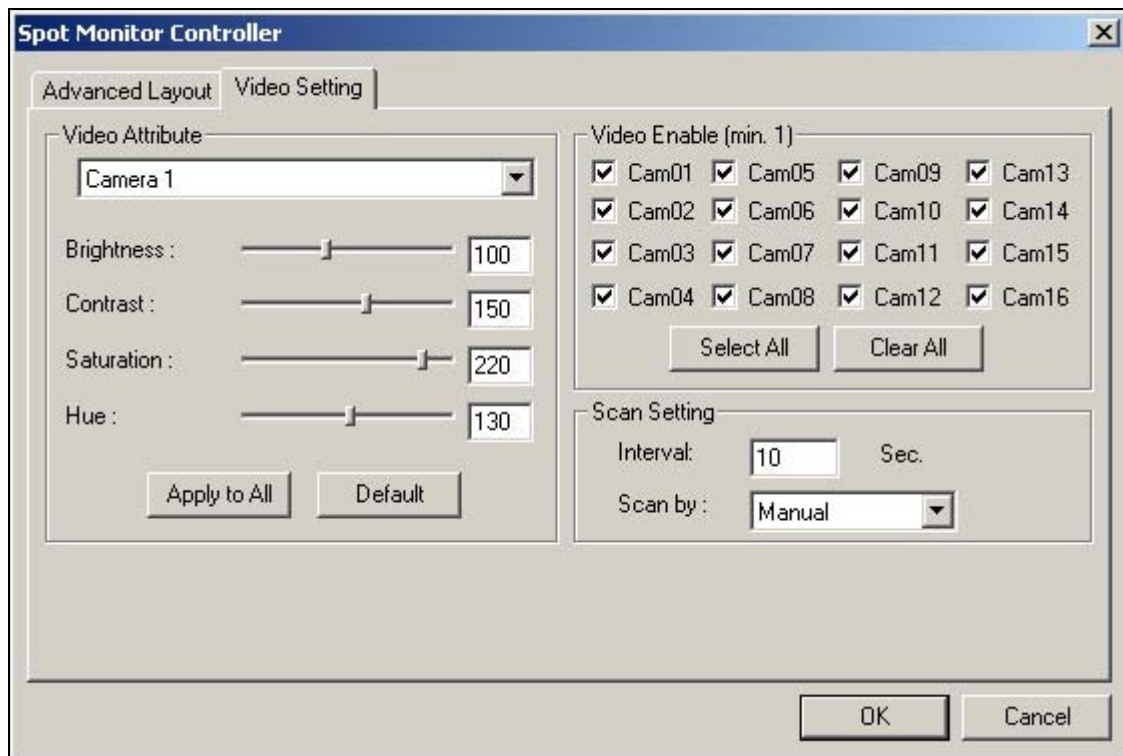 Spot Monitor Controller
Advanced Layout
Video Setting
Video Attribute
Camera 1
Brightness :
100
Contrast :
150
Saturation :
220
Hue :
130
Apply to All
Default
Video Enable (min. 1)
Cam01 Cam05 Cam09 Cam13
Cam02 Cam06 Cam10 Cam14
Cam03 Cam07 Cam11 Cam15
Cam04 Cam08 Cam12 Cam16
Select All
Clear All
Scan Setting
Interval:
10
Sec.
Scan by :
Manual
OK
Cancel